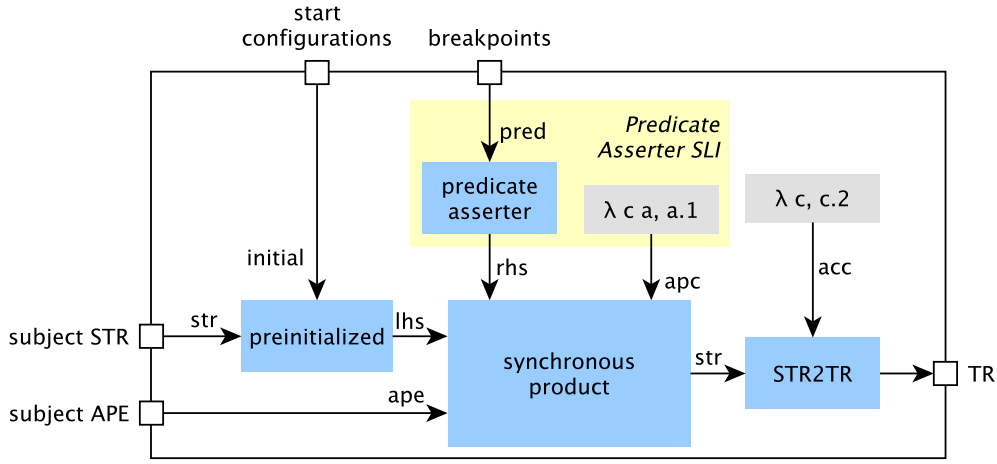 start
configurations
breakpoints
pred
Predicate
Asserter SLI
predicate
asserter
λ c a, a.1
λ c, c.2
initial
rhs
apc
acc
subject STR
str
preinitialized
lhs
synchronous
product
str
STR2TR
TR
subject APE
ape